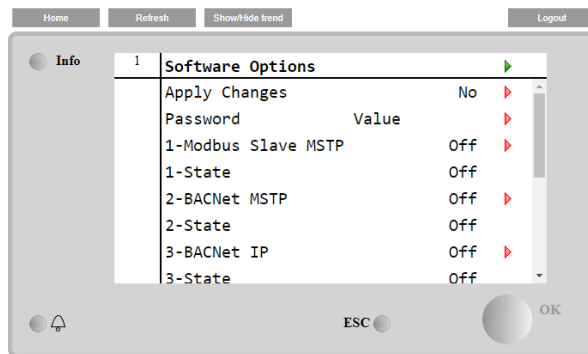 Home Refresh Show/Hide trend Logout
Info 1 Software Options
Apply Changes No
Password Value
1-Modbus Slave MSTP Off
1-State Off
2-BACNet MSTP Off
2-State Off
3-BACNet IP Off
3-State Off
ESC OK